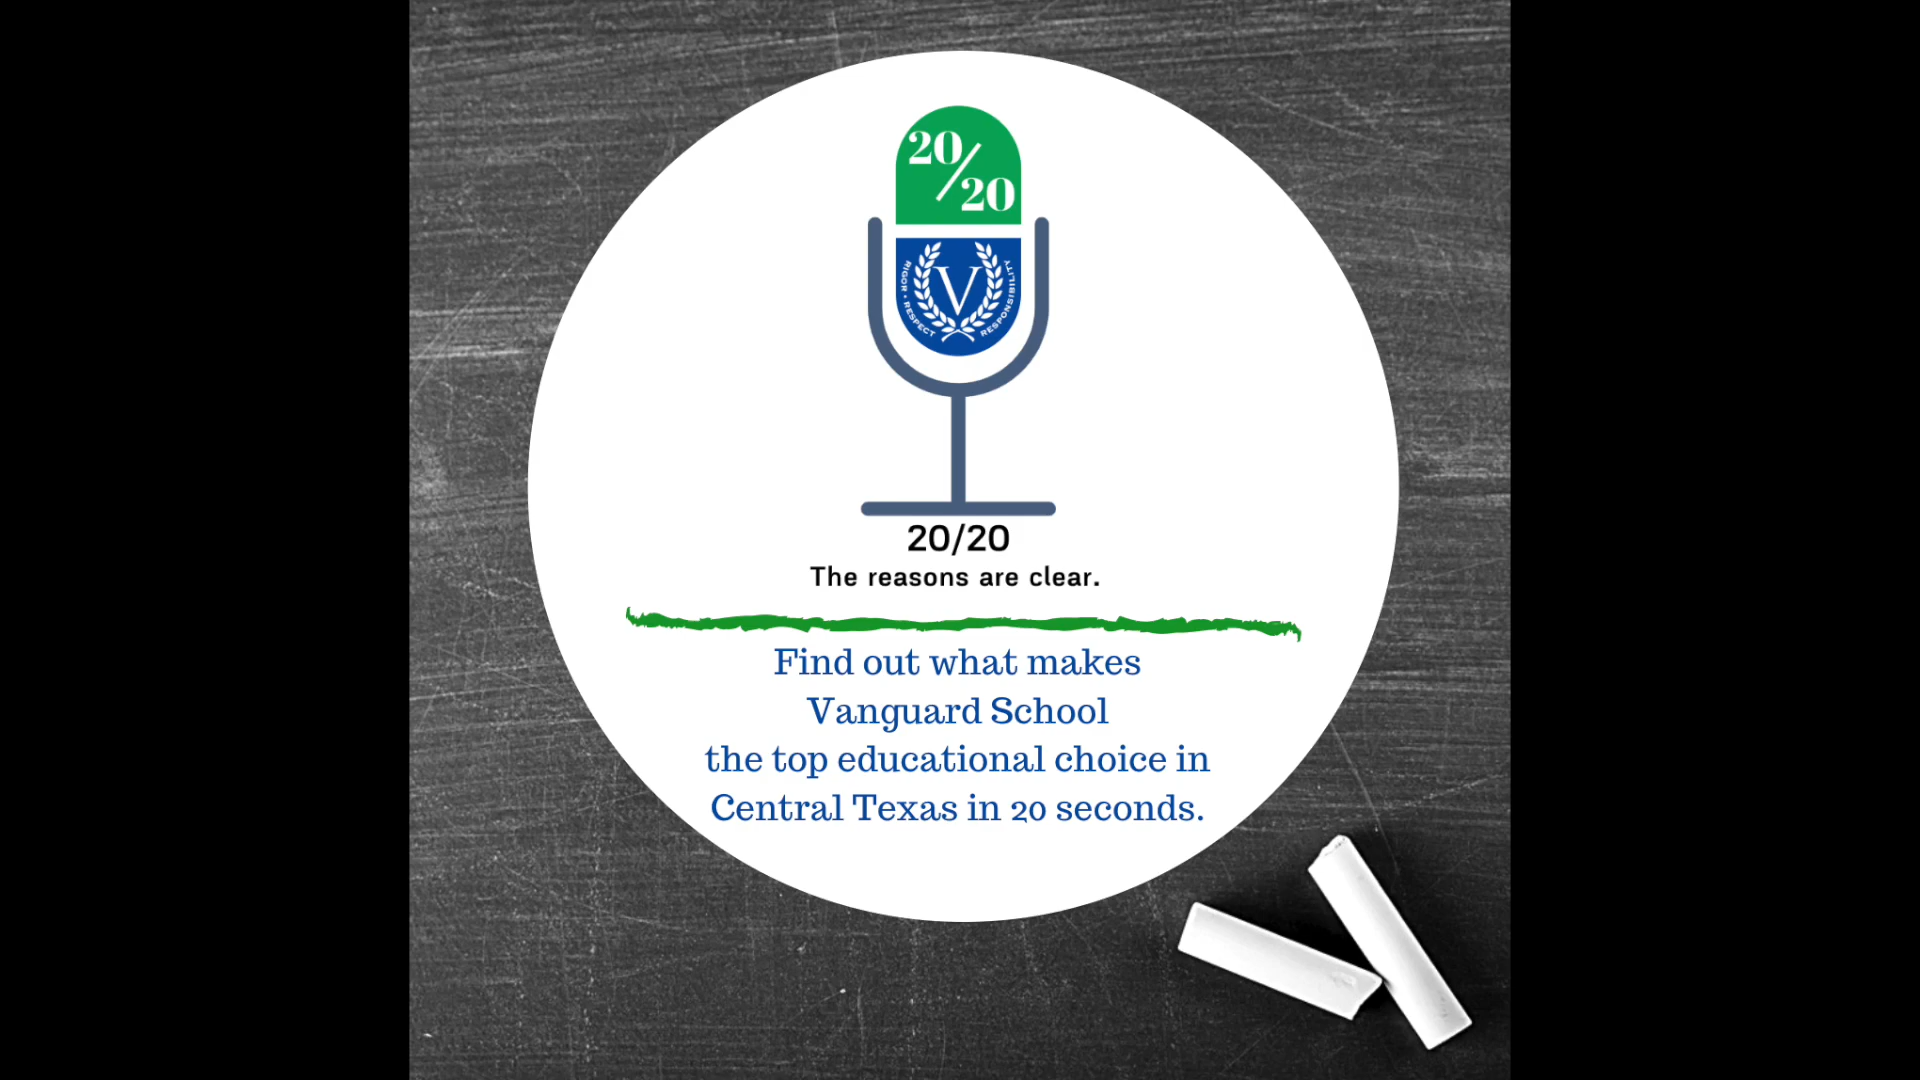 20/20
V
RIGOR • RESPECT RESPONSIBILITY
20/20
The reasons are clear.
Find out what makes
Vanguard School
the top educational choice in
Central Texas in 20 seconds.